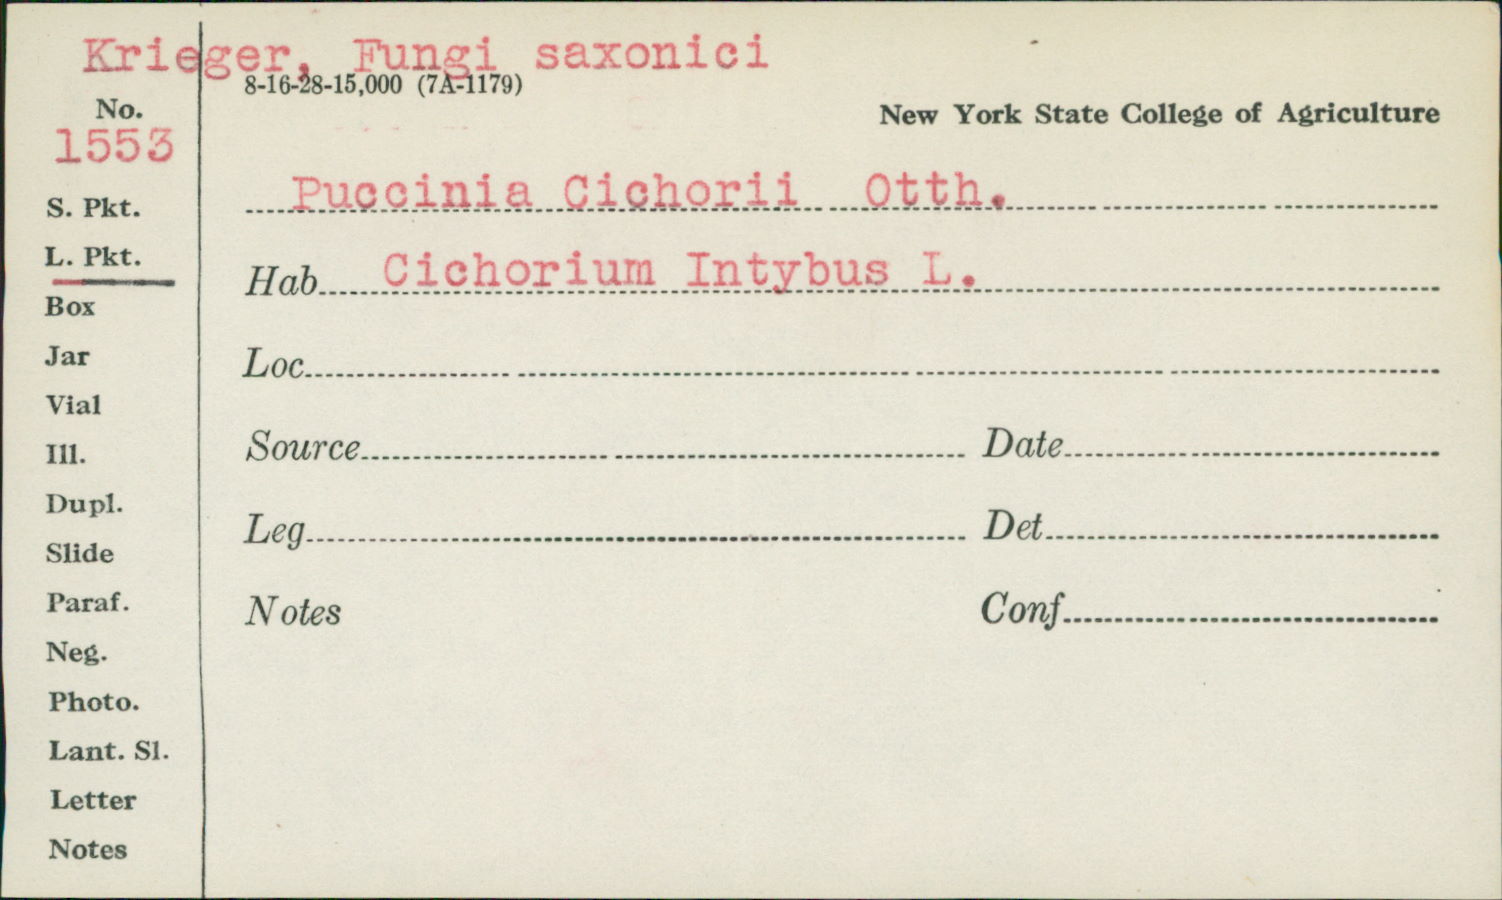 Krieger, Fungi saxonici
8-16-28-15,000 (7A-1179)
No.
New York State College of Agriculture
1553
Puccinia Cichorii Otth.
S. Pkt.
L. Pkt.
Hab. Cichorium Intybus L.
Box
Jar
Loc.
Vial
Ill.
Source Date
Dupl.
Slide
Leg. Det.
Paraf.
Notes Conf.
Neg.
Photo.
Lant. Sl.
Letter
Notes